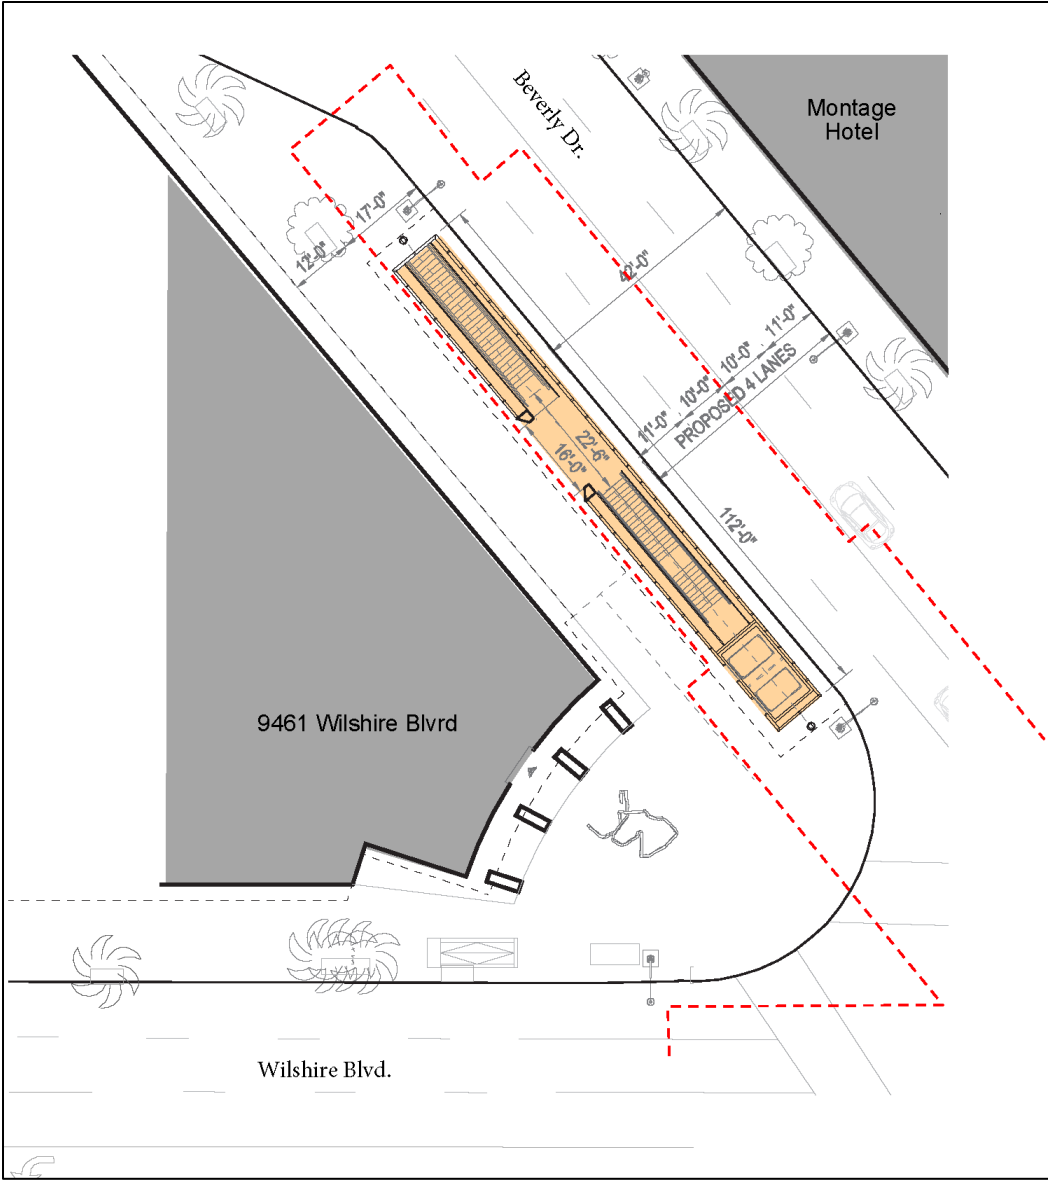 Montage
Hotel
Beverly Dr.
17'-0"
12'-0"
42'-0"
11'-0"
10'-0"
10'-0"
11'-0"
PROPOSED 4 LANES
22'-6"
16'-0"
112'-0"
9461 Wilshire Blvrd
Wilshire Blvd.